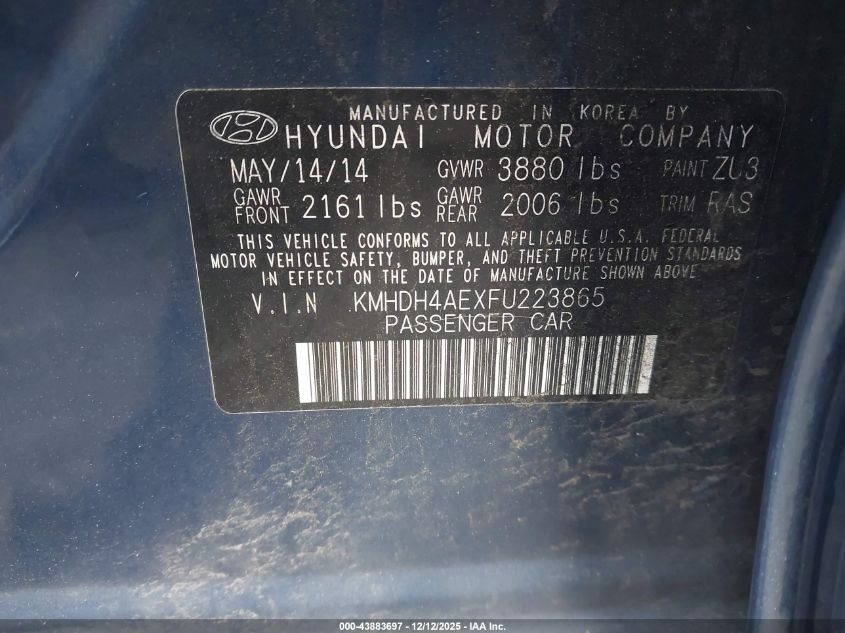 MANUFACTURED IN KOREA BY
HYUNDAI MOTOR COMPANY
MAY/14/14 GVWR 3880 lbs PAINT ZU3
GAWR FRONT 2161 lbs GAWR REAR 2006 lbs TRIM RAS
THIS VEHICLE CONFORMS TO ALL APPLICABLE U.S.A. FEDERAL
MOTOR VEHICLE SAFETY, BUMPER, AND THEFT PREVENTION STANDARDS
IN EFFECT ON THE DATE OF MANUFACTURE SHOWN ABOVE.
V.I.N KMHDH4AEXFU223865
PASSENGER CAR
000-43883697 - 12/12/2025 - IAA Inc.